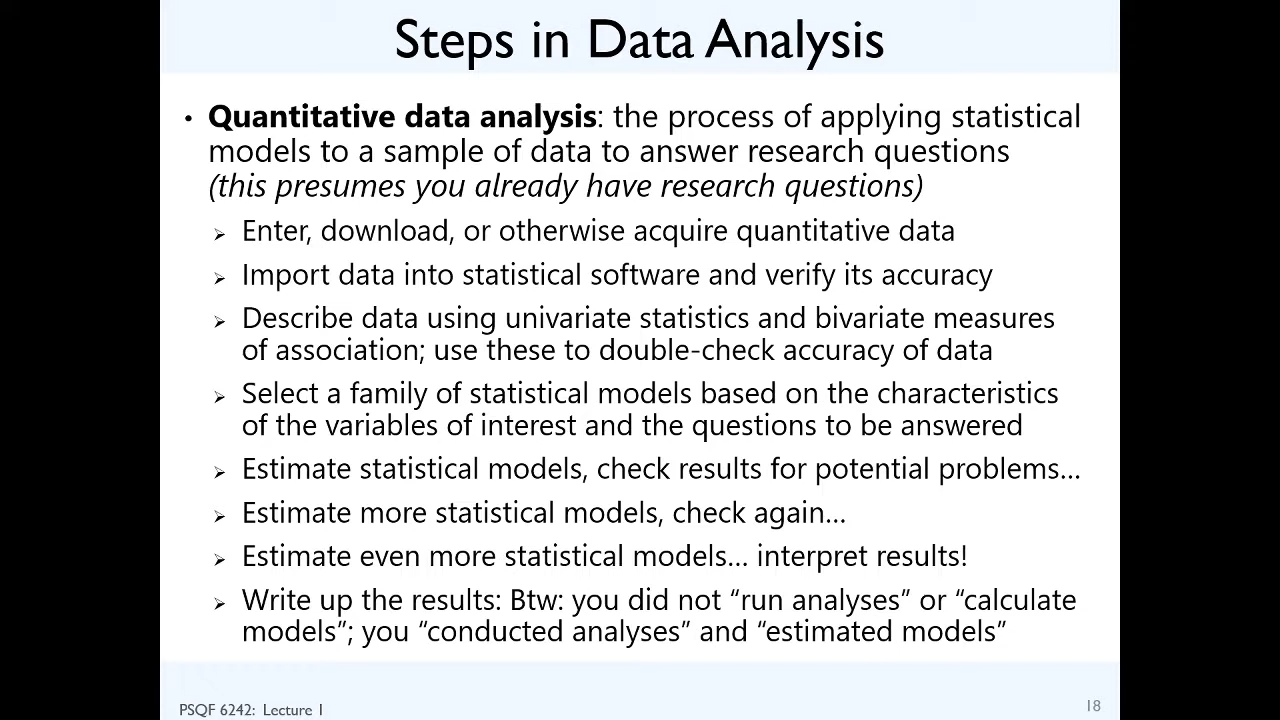 Steps in Data Analysis
• Quantitative data analysis: the process of applying statistical
models to a sample of data to answer research questions
(this presumes you already have research questions)
➢ Enter, download, or otherwise acquire quantitative data
➢ Import data into statistical software and verify its accuracy
➢ Describe data using univariate statistics and bivariate measures
of association; use these to double-check accuracy of data
➢ Select a family of statistical models based on the characteristics
of the variables of interest and the questions to be answered
➢ Estimate statistical models, check results for potential problems…
➢ Estimate more statistical models, check again…
➢ Estimate even more statistical models… interpret results!
➢ Write up the results: Btw: you did not “run analyses” or “calculate
models”; you “conducted analyses” and “estimated models”
PSQF 6242: Lecture 1
18